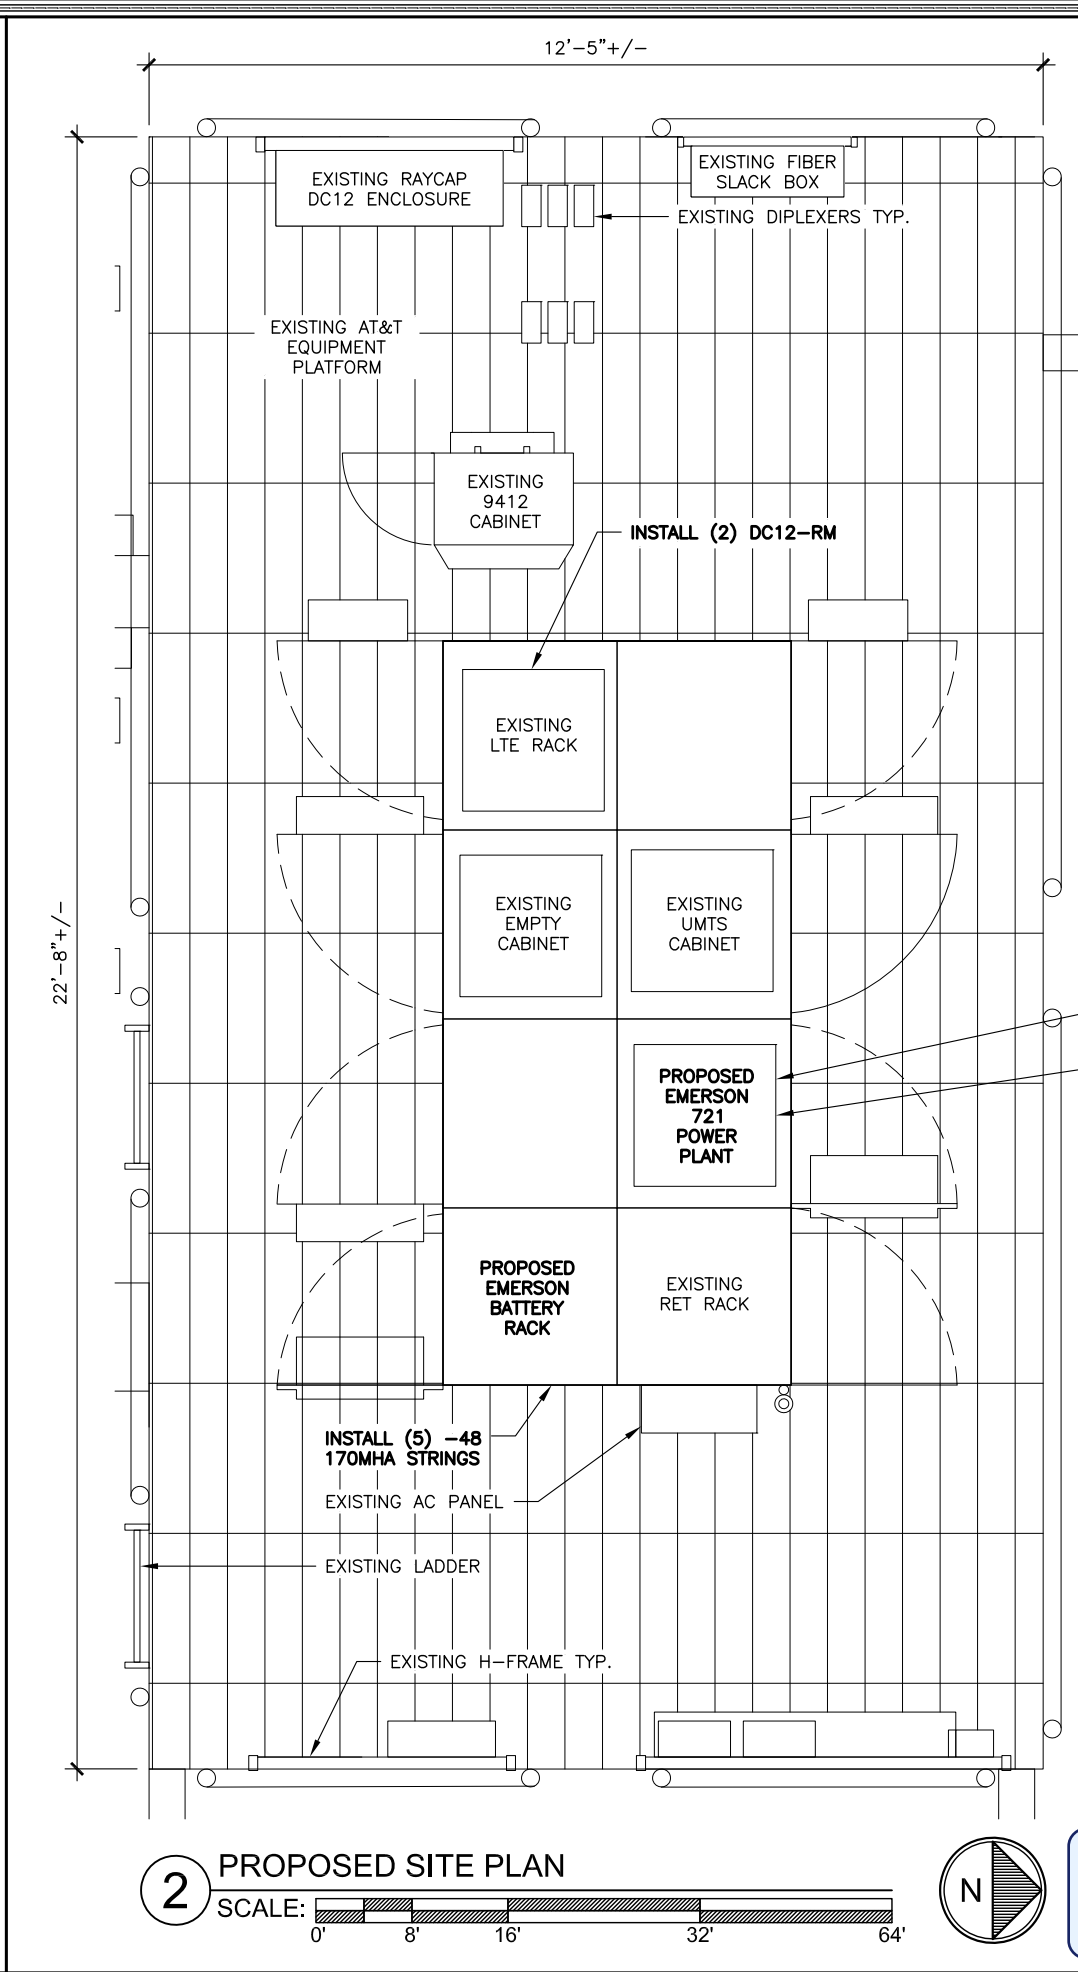 12'-5"+/-
EXISTING RAYCAP
DC12 ENCLOSURE
EXISTING FIBER
SLACK BOX
EXISTING DIPLEXERS TYP.
EXISTING AT&T
EQUIPMENT
PLATFORM
EXISTING
9412
CABINET
INSTALL (2) DC12-RM
EXISTING
LTE RACK
EXISTING
EMPTY
CABINET
EXISTING
UMTS
CABINET
22'-8"+/-
PROPOSED
EMERSON
721
POWER
PLANT
PROPOSED
EMERSON
BATTERY
RACK
EXISTING
RET RACK
INSTALL (5) -48
170MHA STRINGS
EXISTING AC PANEL
EXISTING LADDER
EXISTING H-FRAME TYP.
2 PROPOSED SITE PLAN
SCALE:
0' 8' 16' 32' 64'
N